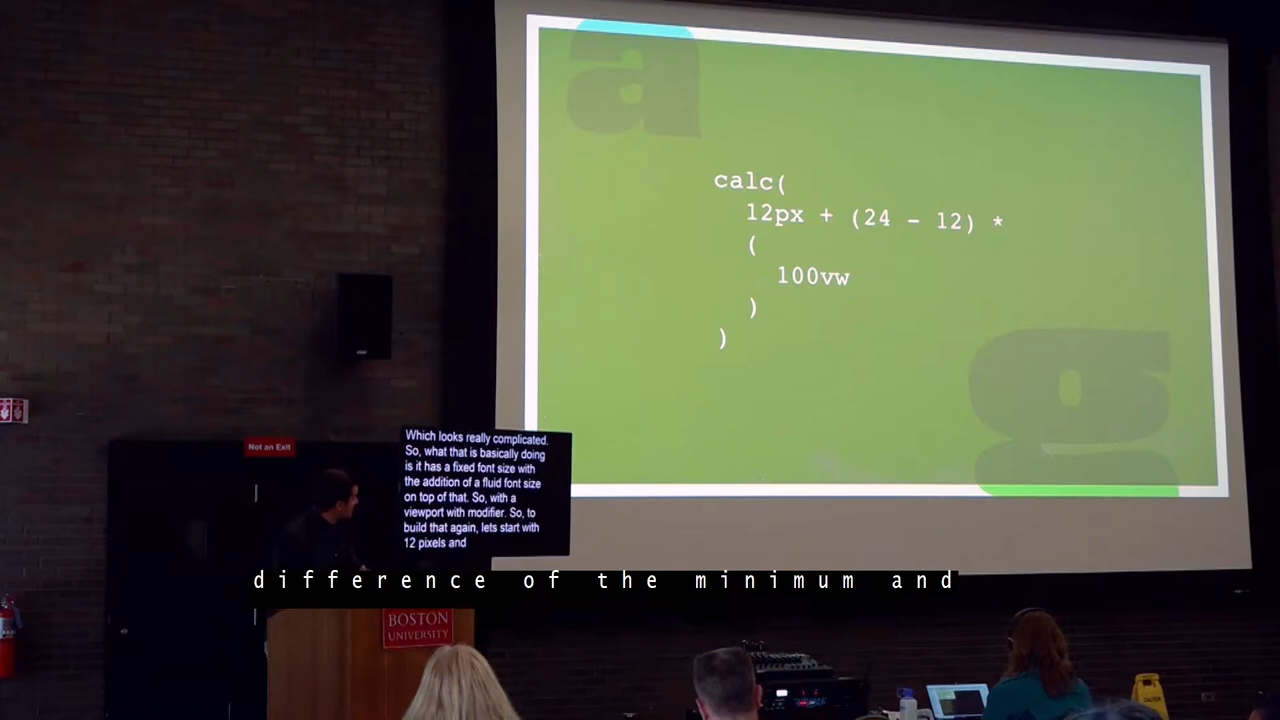 a
calc(
12px + (24 - 12) *
(
100vw
)
)
g
Not an Exit
Which looks really complicated.
So, what that is basically doing
is it has a fixed font size with
the addition of a fluid font size
on top of that. So, with a
viewport with modifier. So, to
build that again, lets start with
12 pixels and
difference of the minimum and
BOSTON
UNIVERSITY
CAUTION